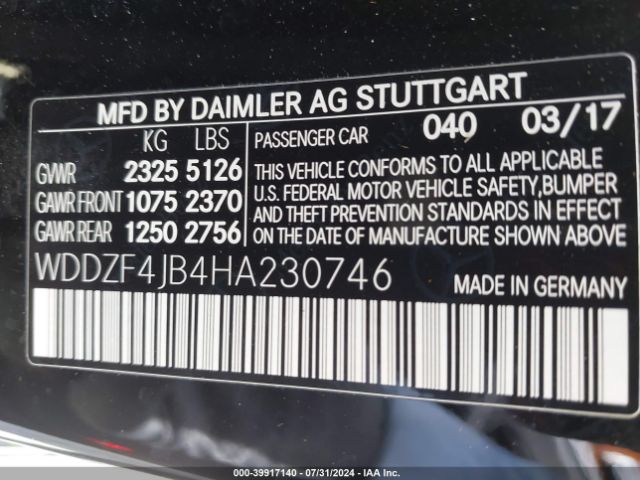 MFD BY DAIMLER AG STUTTGART
KG LBS PASSENGER CAR 040 03/17
GVWR 2325 5126
GAWR FRONT 1075 2370
GAWR REAR 1250 2756
THIS VEHICLE CONFORMS TO ALL APPLICABLE
U.S. FEDERAL MOTOR VEHICLE SAFETY,BUMPER
AND THEFT PREVENTION STANDARDS IN EFFECT
ON THE DATE OF MANUFACTURE SHOWN ABOVE
WDDZF4JB4HA230746 MADE IN GERMANY
000-39917140 - 07/31/2024 - IAA Inc.